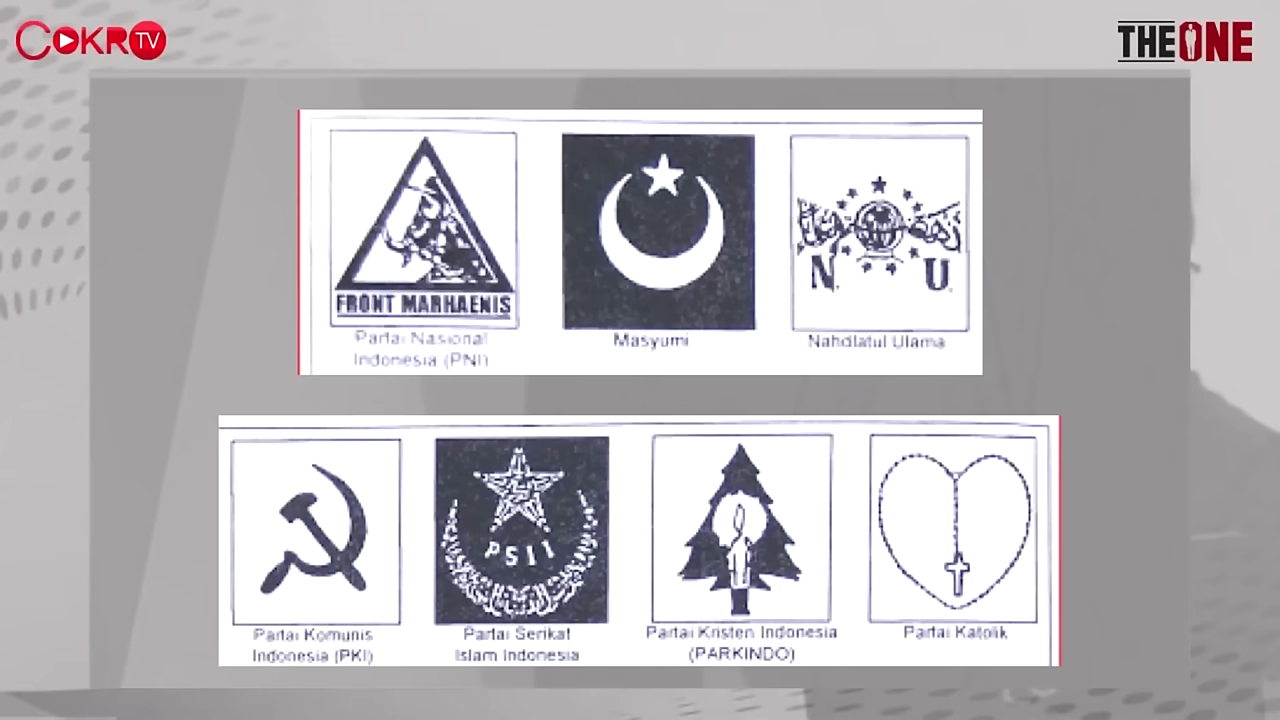 COKRO TV
THE ONE
FRONT MARHAENIS
N. U.
Partai Nasional
Indonesia (PNI)
Masyumi
Nahdlatul Ulama
PSII
Partai Komunis
Indonesia (PKI)
Partai Serikat
Islam Indonesia
Partai Kristen Indonesia
(PARKINDO)
Partai Katolik